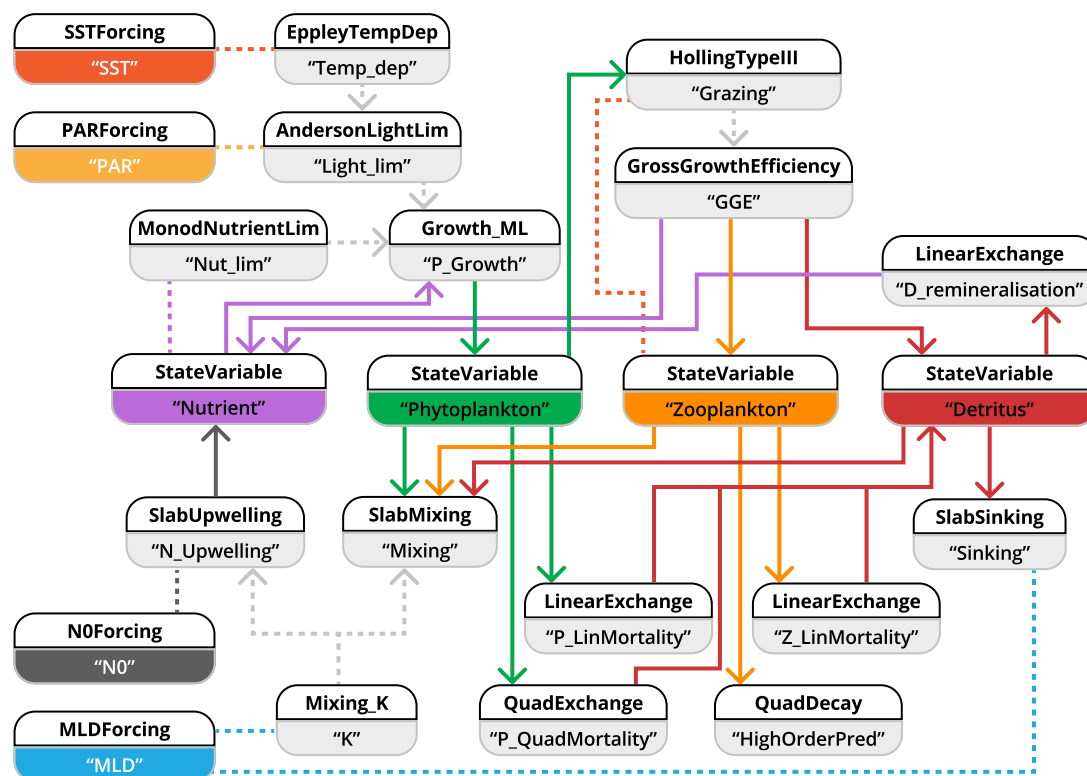 SSTForcing
“SST”
EppleyTempDep
“Temp_dep”
HollingTypeIII
“Grazing”
PARForcing
“PAR”
AndersonLightLim
“Light_lim”
GrossGrowthEfficiency
“GGE”
MonodNutrientLim
“Nut_lim”
Growth_ML
“P_Growth”
LinearExchange
“D_remineralisation”
StateVariable
“Nutrient”
StateVariable
“Phytoplankton”
StateVariable
“Zooplankton”
StateVariable
“Detritus”
SlabUpwelling
“N_Upwelling”
SlabMixing
“Mixing”
SlabSinking
“Sinking”
LinearExchange
“P_LinMortality”
LinearExchange
“Z_LinMortality”
N0Forcing
“N0”
Mixing_K
“K”
QuadExchange
“P_QuadMortality”
QuadDecay
“HighOrderPred”
MLDForcing
“MLD”